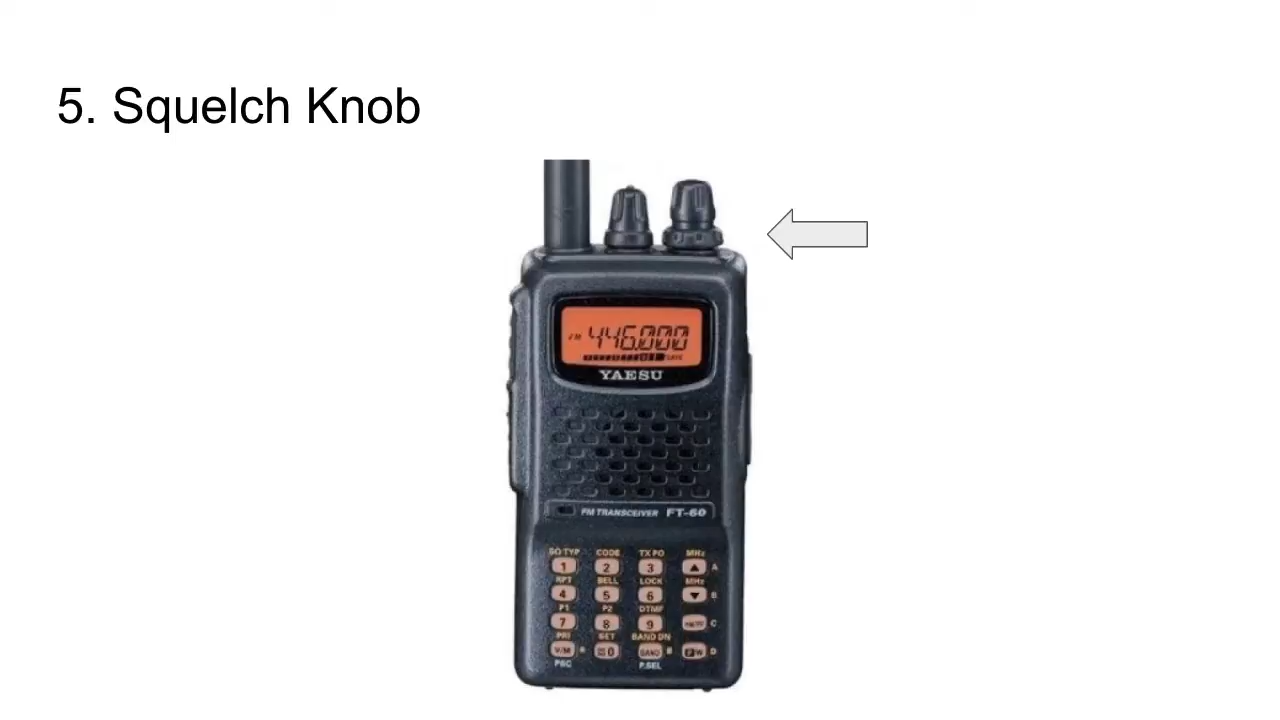 5. Squelch Knob
FM 446.000
SAVE
YAESU
FM TRANSCEIVER FT-60
SQ TYP CODE TX PO MHz
1 2 3 ▲ A
RPT BELL LOCK MHz
4 5 6 ▼ B
P1 P2 DTMF
7 8 9 C
PRI SET BAND DN
V/M 0 BAND D
P.SEL